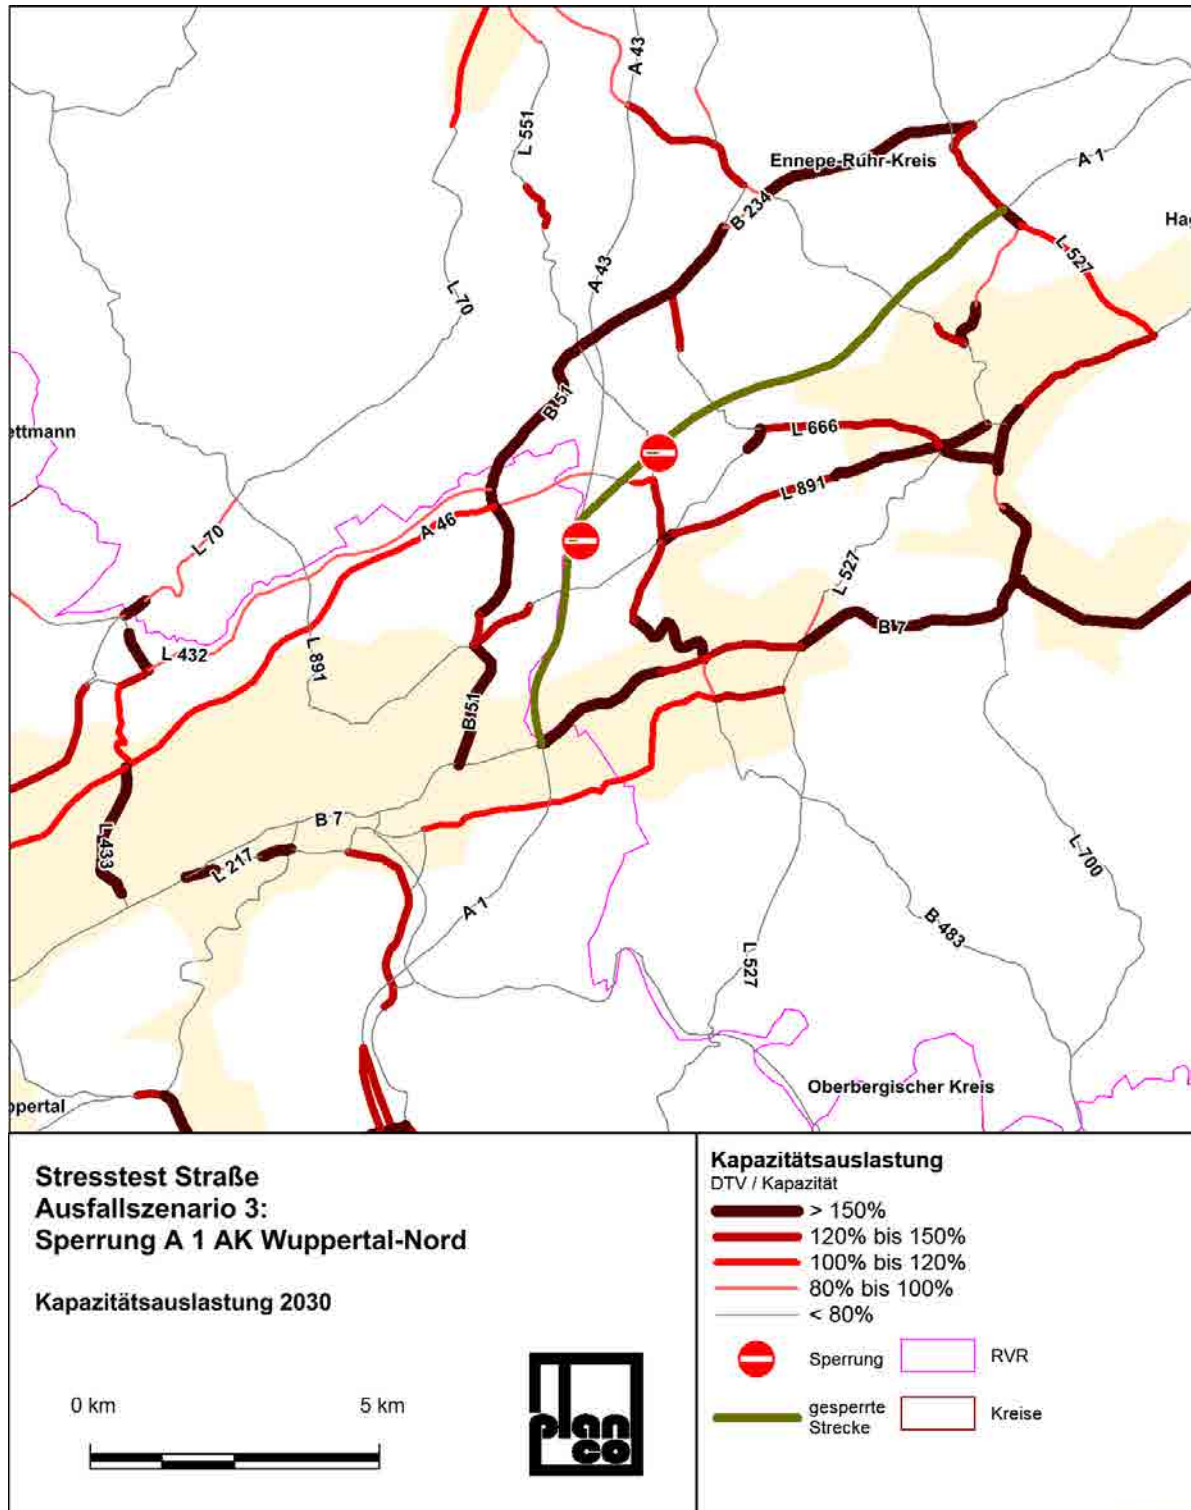 A 43
L 551
Ennepe-Ruhr-Kreis
A 1
B 234
Hag
L 527
A 43
L 70
B 51
ettmann
L 666
A 46
L 891
L 70
L 527
B 7
L 432
L 891
B 51
B 7
L 433
L 217
L 700
A 1
B 483
L 527
Oberbergischer Kreis
ppertal
Stresstest Straße
Ausfallszenario 3:
Sperrung A 1 AK Wuppertal-Nord
Kapazitätsauslastung 2030
0 km 5 km
plan
co
Kapazitätsauslastung
DTV / Kapazität
> 150%
120% bis 150%
100% bis 120%
80% bis 100%
< 80%
Sperrung
RVR
gesperrte
Strecke
Kreise